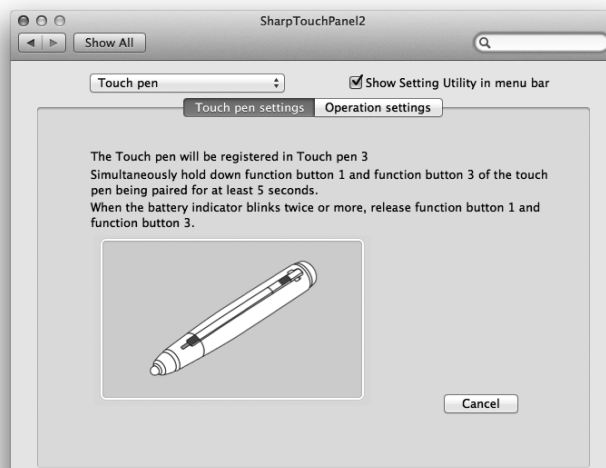 SharpTouchPanel2
Show All
Touch pen
Show Setting Utility in menu bar
Touch pen settings
Operation settings
The Touch pen will be registered in Touch pen 3
Simultaneously hold down function button 1 and function button 3 of the touch
pen being paired for at least 5 seconds.
When the battery indicator blinks twice or more, release function button 1 and
function button 3.
Cancel